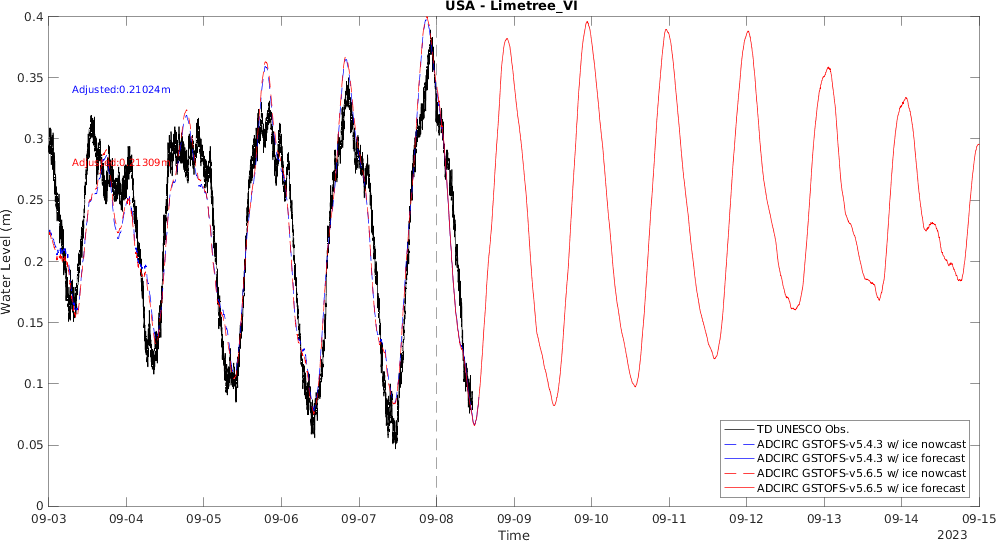 USA - Limetree_VI
0.4
0.35
0.3
0.25
0.2
0.15
0.1
0.05
0
Water Level (m)
Adjusted:0.21024m
Adjusted:0.21309m
TD UNESCO Obs.
ADCIRC GSTOFS-v5.4.3 w/ ice nowcast
ADCIRC GSTOFS-v5.4.3 w/ ice forecast
ADCIRC GSTOFS-v5.6.5 w/ ice nowcast
ADCIRC GSTOFS-v5.6.5 w/ ice forecast
09-03 09-04 09-05 09-06 09-07 09-08 09-09 09-10 09-11 09-12 09-13 09-14 09-15
Time
2023